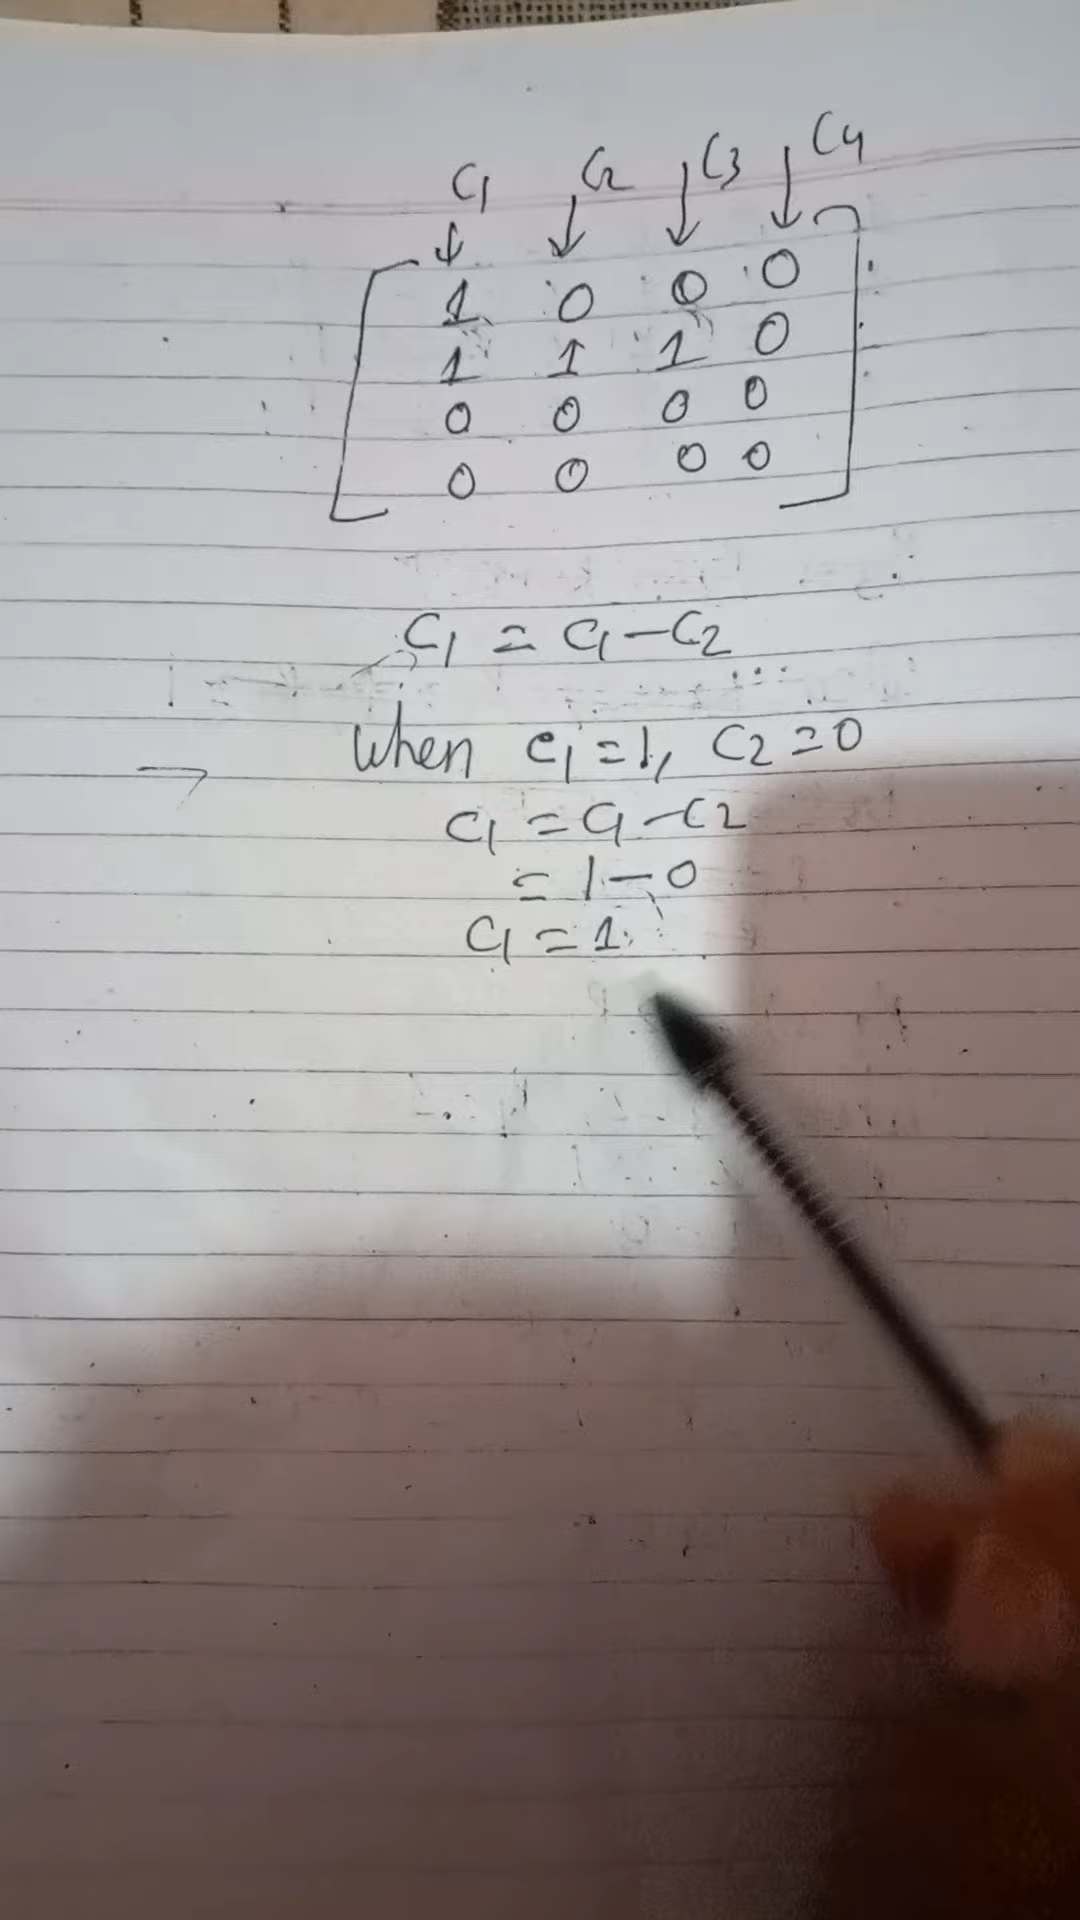 C1 C2 C3 C4
1 0 0 0
1 1 1 0
0 0 0 0
0 0 0 0
C1 = C1 - C2
When C1 = 1, C2 = 0
C1 = C1 - C2
= 1 - 0
C1 = 1